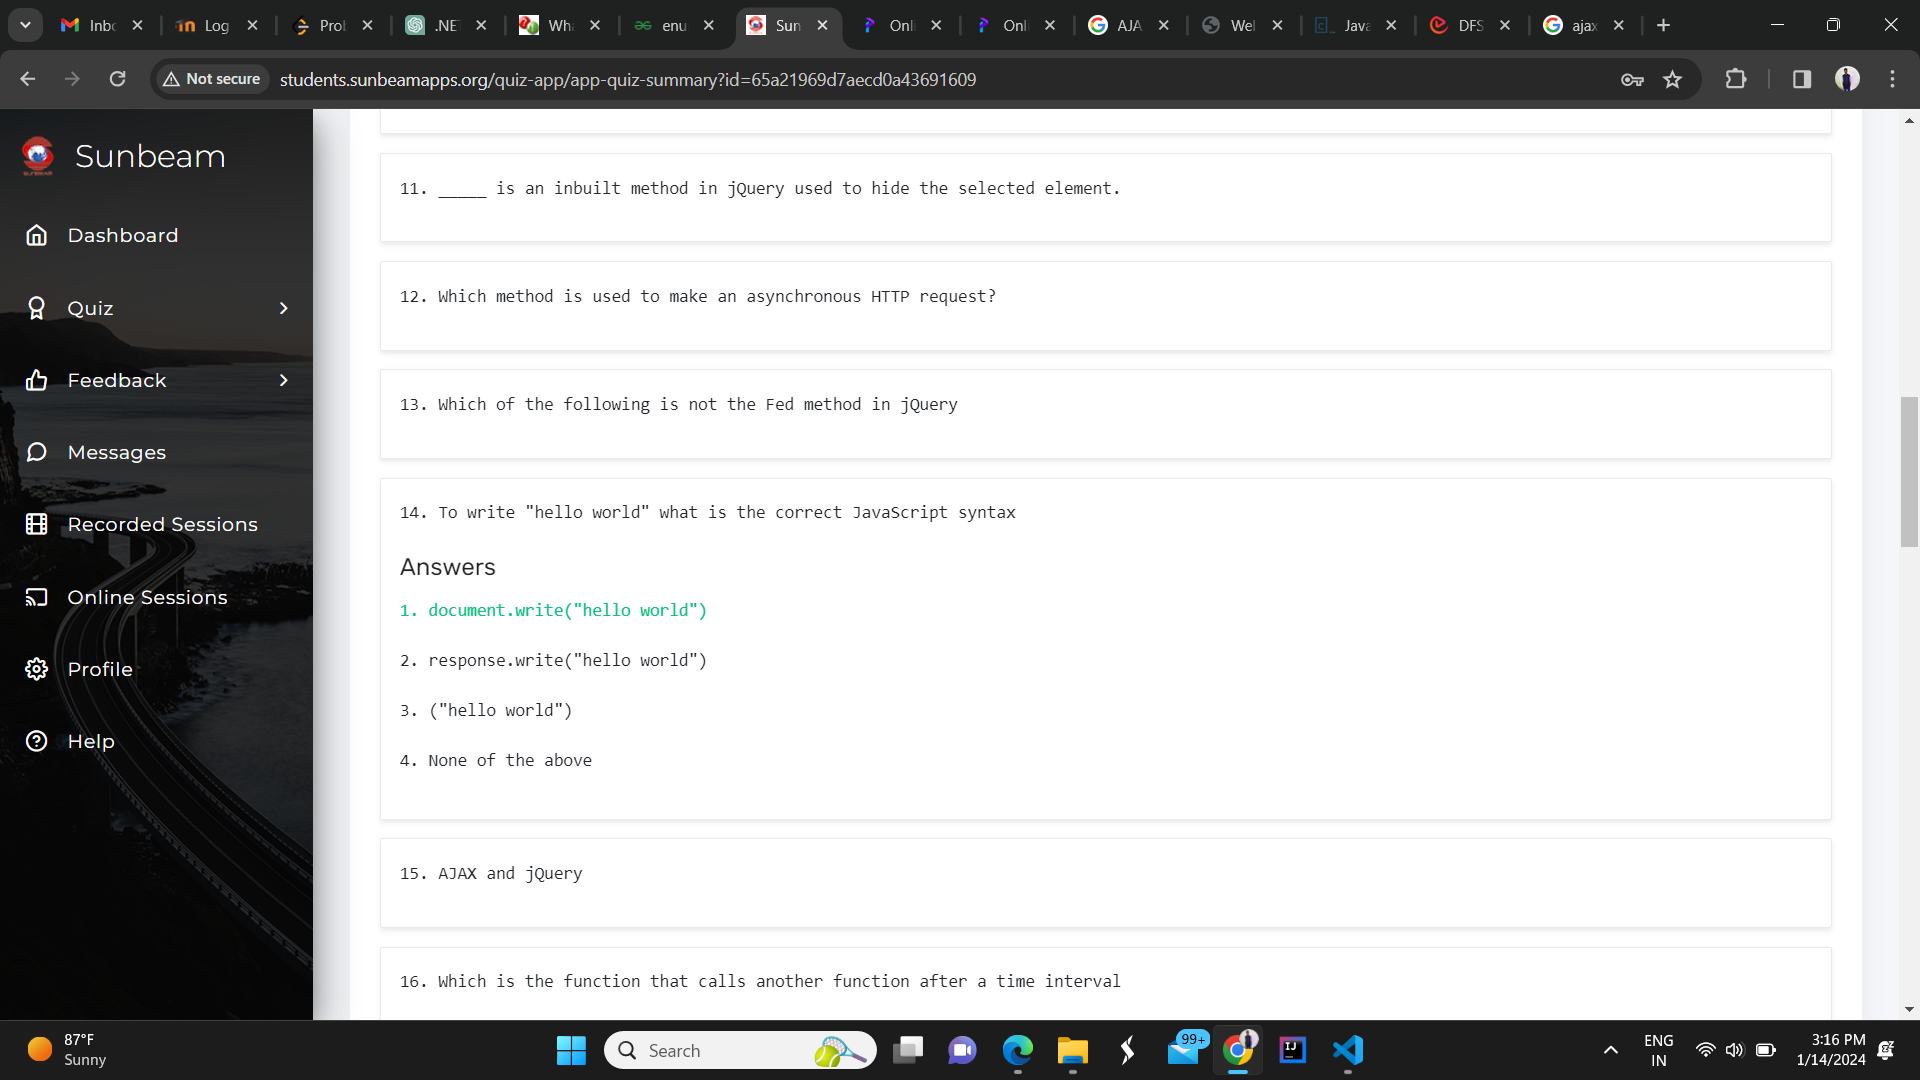 Inbo
Log
Prob
.NET
Wha
enu
Sun
Onli
Onli
AJA
Wel
Java
DFS
ajax
Not secure
students.sunbeamapps.org/quiz-app/app-quiz-summary?id=65a21969d7aecd0a43691609
Sunbeam
Dashboard
Quiz
Feedback
Messages
Recorded Sessions
Online Sessions
Profile
Help
11. _____ is an inbuilt method in jQuery used to hide the selected element.
12. Which method is used to make an asynchronous HTTP request?
13. Which of the following is not the Fed method in jQuery
14. To write "hello world" what is the correct JavaScript syntax
Answers
1. document.write("hello world")
2. response.write("hello world")
3. ("hello world")
4. None of the above
15. AJAX and jQuery
16. Which is the function that calls another function after a time interval
87°F
Sunny
Search
99+
ENG
IN
3:16 PM
1/14/2024